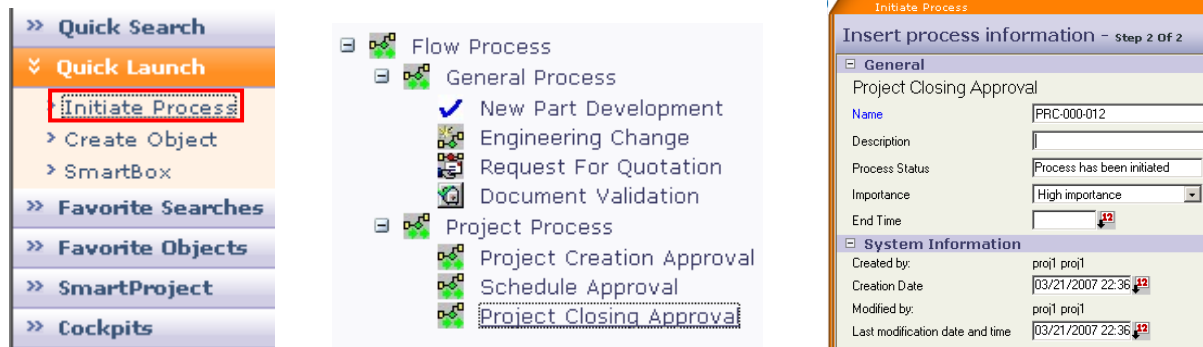 Quick Search
Quick Launch
Initiate Process
Create Object
SmartBox
Favorite Searches
Favorite Objects
SmartProject
Cockpits
Flow Process
General Process
New Part Development
Engineering Change
Request For Quotation
Document Validation
Project Process
Project Creation Approval
Schedule Approval
Project Closing Approval
Initiate Process
Insert process information - Step 2 Of 2
General
Project Closing Approval
Name PRC-000-012
Description
Process Status Process has been initiated
Importance High importance
End Time 12
System Information
Created by: proj1 proj1
Creation Date 03/21/2007 22:36 12
Modified by: proj1 proj1
Last modification date and time 03/21/2007 22:36 12